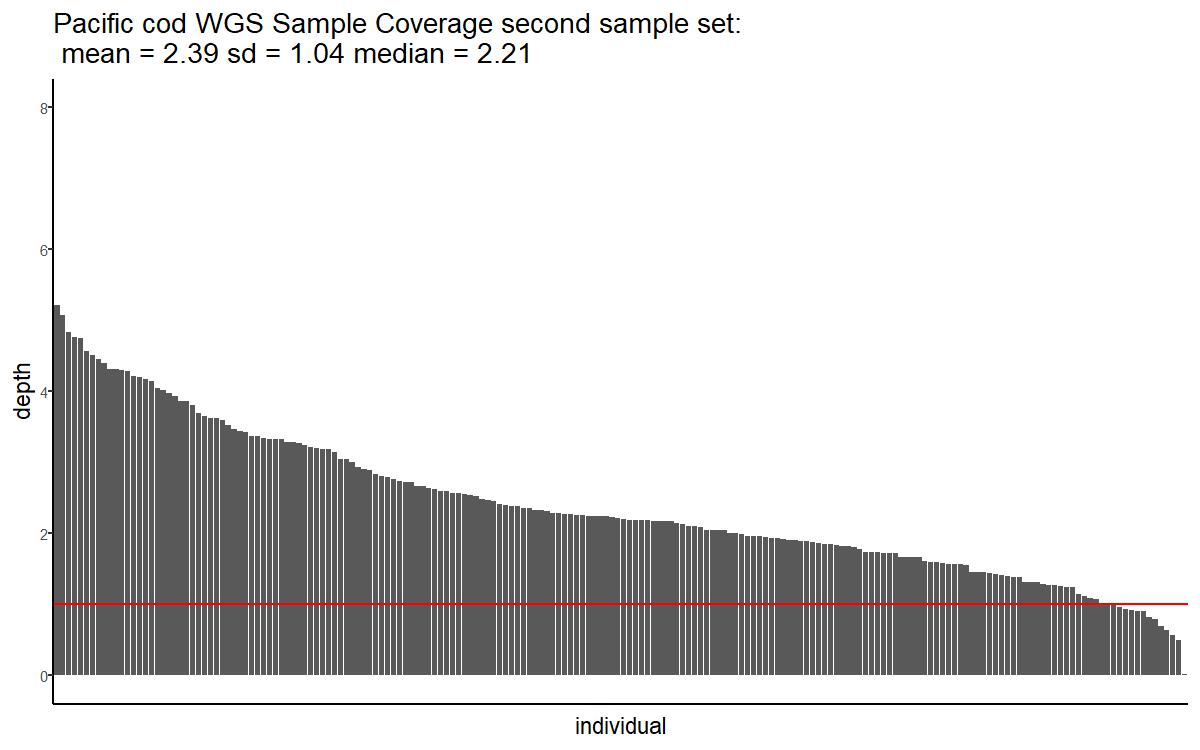 Pacific cod WGS Sample Coverage second sample set:
mean = 2.39 sd = 1.04 median = 2.21
8
6
depth
4
2
0
individual